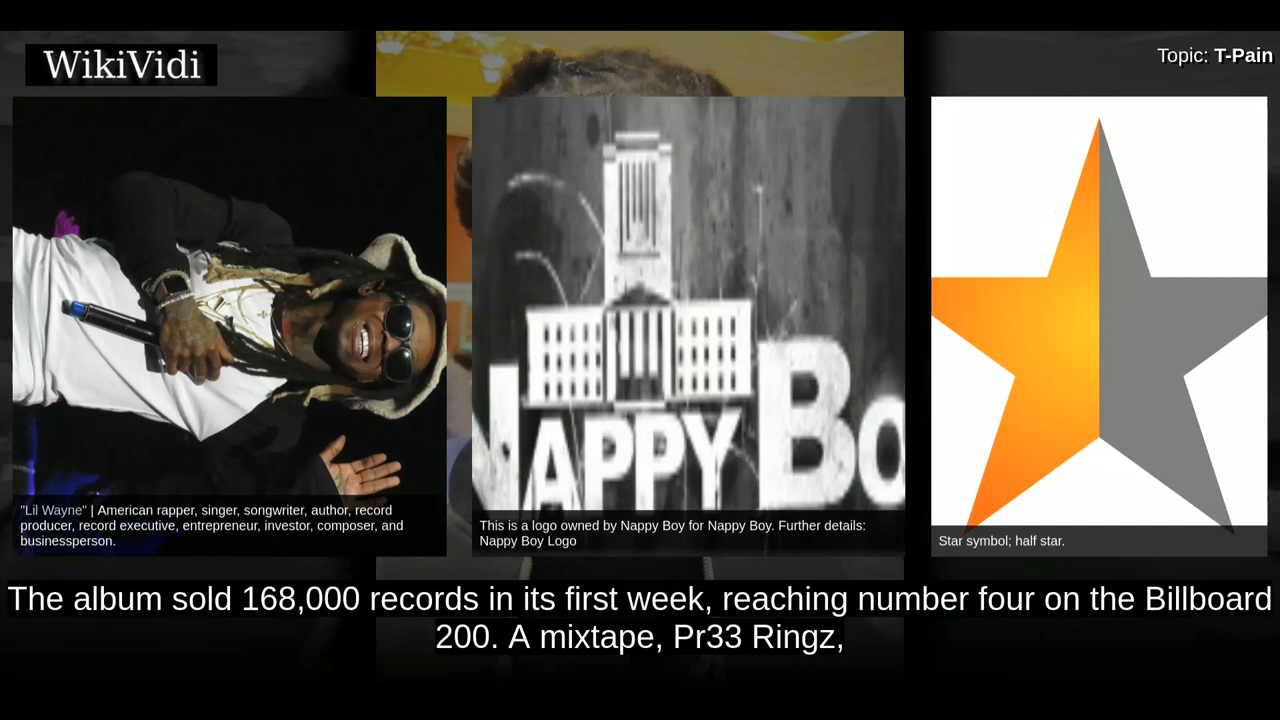 WikiVidi
Topic: T-Pain
NAPPY Bo
"Lil Wayne" | American rapper, singer, songwriter, author, record
producer, record executive, entrepreneur, investor, composer, and
businessperson.
This is a logo owned by Nappy Boy for Nappy Boy. Further details:
Nappy Boy Logo
Star symbol; half star.
The album sold 168,000 records in its first week, reaching number four on the Billboard
200. A mixtape, Pr33 Ringz,